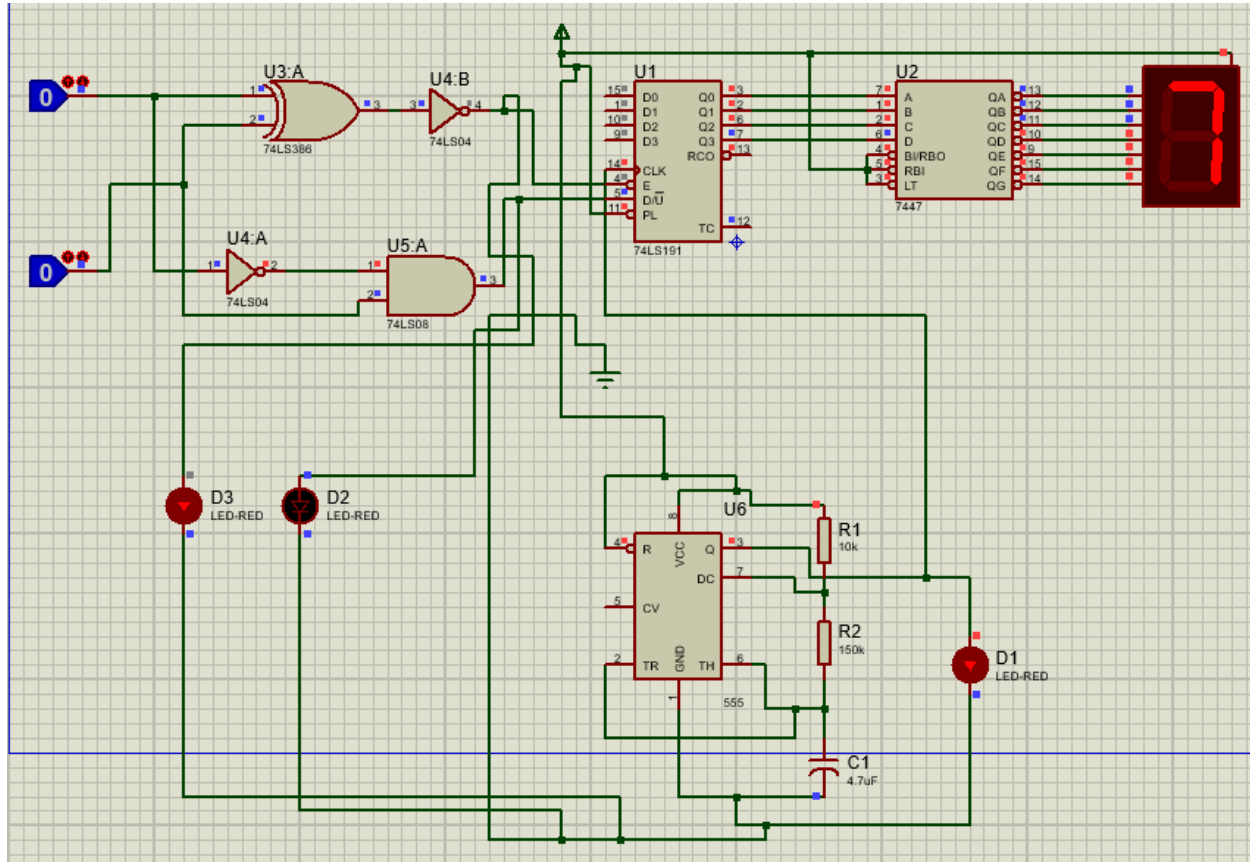 0
U3:A
1
2
3
74LS386
U4:B
3
4
74LS04
0
U4:A
1
2
74LS04
U5:A
1
2
3
74LS08
U1
15 D0 Q0 3
1 D1 Q1 2
10 D2 Q2 6
9 D3 Q3 7
RCO 13
14 CLK
4 E
5 D/U
11 PL
TC 12
74LS191
U2
7 A QA 13
1 B QB 12
2 C QC 11
6 D QD 10
4 BI/RBO QE 9
5 RBI QF 15
3 LT QG 14
7447
7
D3
LED-RED
D2
LED-RED
U6
8
VCC
4 R Q 3
DC 7
5 CV
2 TR GND TH 6
1
555
R1
10k
R2
150k
C1
4.7uF
D1
LED-RED